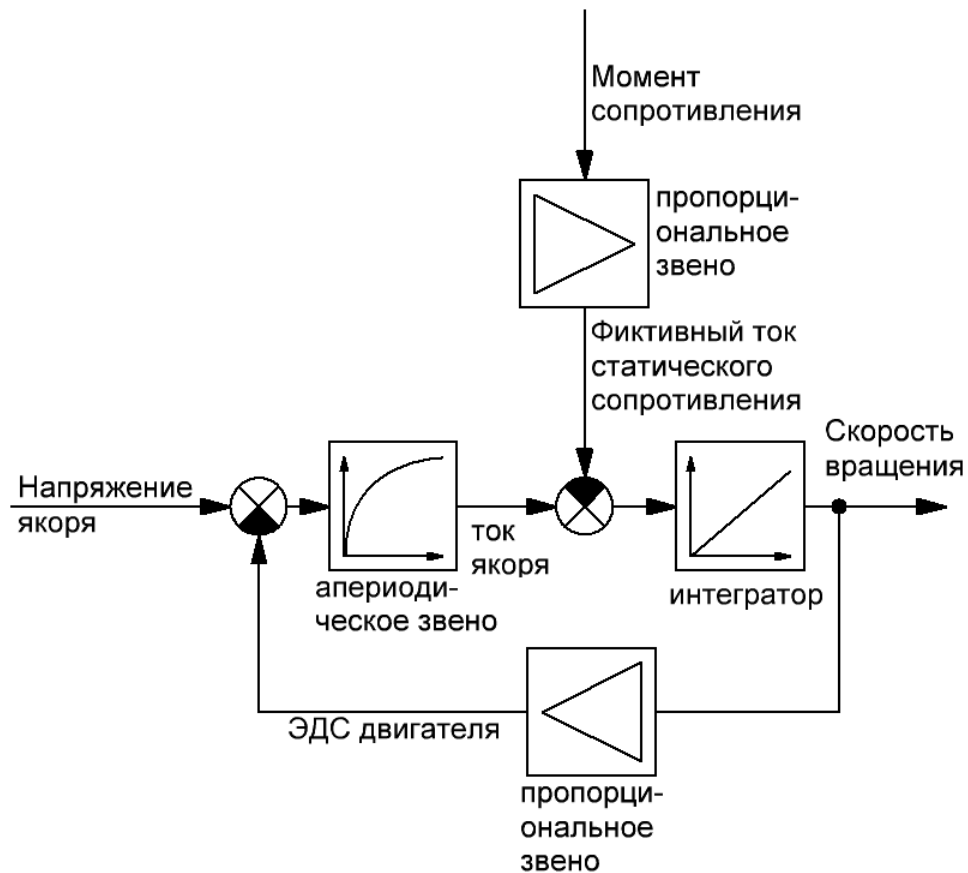 Момент
сопротивления
пропорци-
ональное
звено
Фиктивный ток
статического
сопротивления
Скорость
вращения
Напряжение
якоря
ток
якоря
апериоди-
ческое звено
интегратор
ЭДС двигателя
пропорци-
ональное
звено